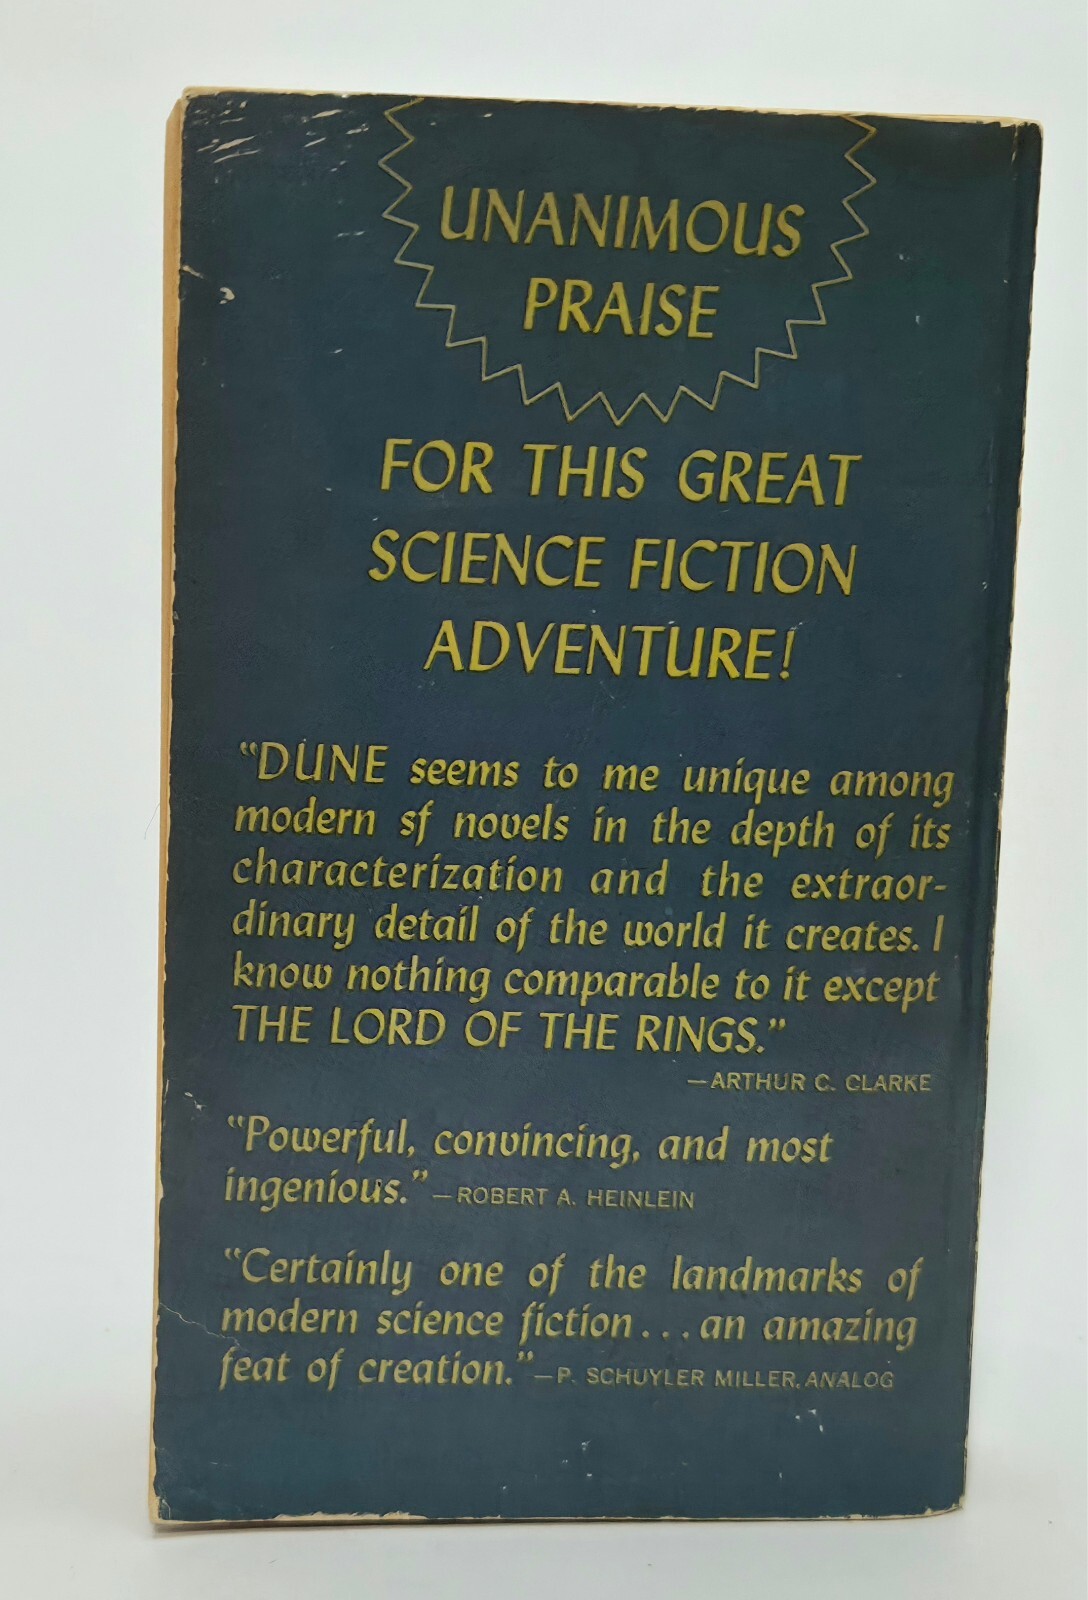 UNANIMOUS
PRAISE
FOR THIS GREAT
SCIENCE FICTION
ADVENTURE!
“DUNE seems to me unique among
modern sf novels in the depth of its
characterization and the extraor-
dinary detail of the world it creates. I
know nothing comparable to it except
THE LORD OF THE RINGS.”
—ARTHUR C. CLARKE
“Powerful, convincing, and most
ingenious.”—ROBERT A. HEINLEIN
“Certainly one of the landmarks of
modern science fiction...an amazing
feat of creation.”—P. SCHUYLER MILLER, ANALOG